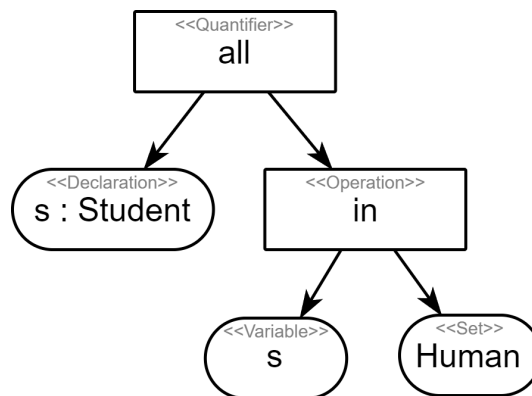 <<Quantifier>>
all
<<Declaration>>
s : Student
<<Operation>>
in
<<Variable>>
s
<<Set>>
Human